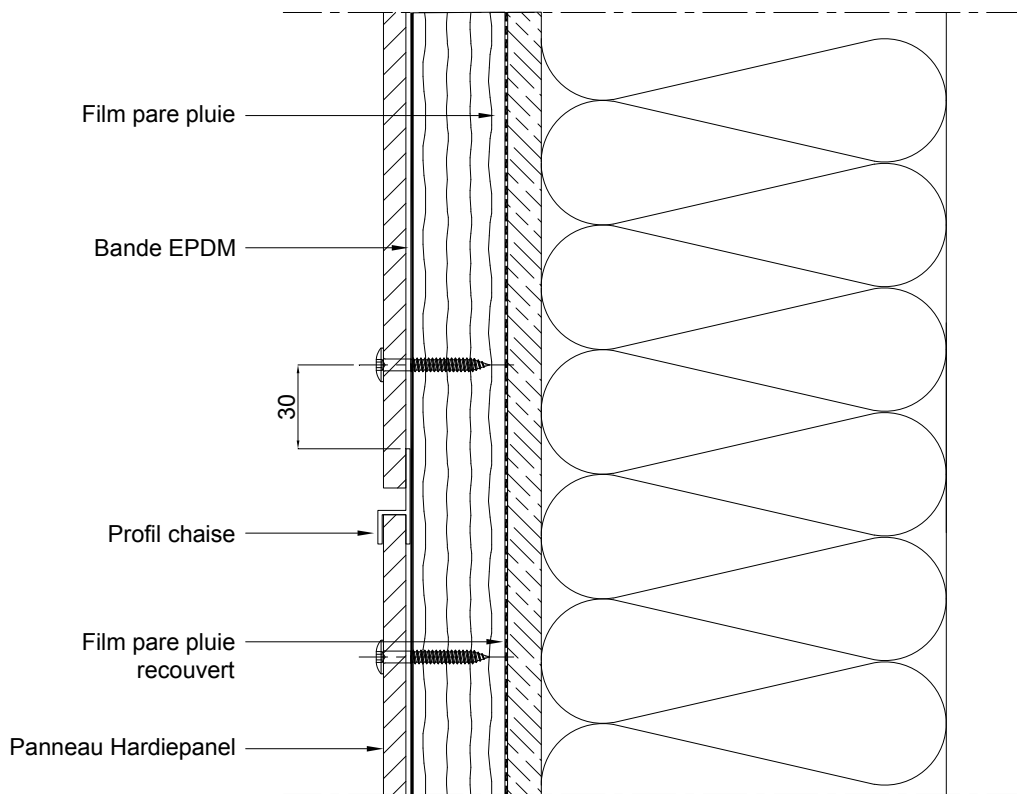 Film pare pluie
Bande EPDM
30
Profil chaise
Film pare pluie
recouvert
Panneau Hardiepanel